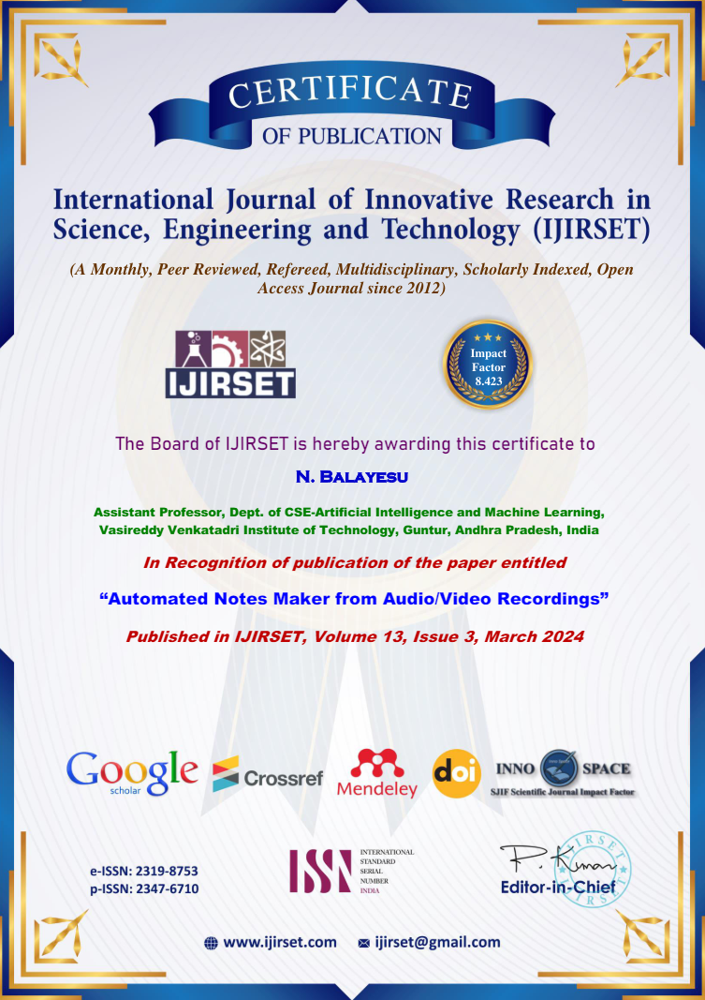 CERTIFICATE
OF PUBLICATION
International Journal of Innovative Research in
Science, Engineering and Technology (IJIRSET)
(A Monthly, Peer Reviewed, Refereed, Multidisciplinary, Scholarly Indexed, Open
Access Journal since 2012)
IJIRSET
Impact
Factor
8.423
The Board of IJIRSET is hereby awarding this certificate to
N. BALAYESU
Assistant Professor, Dept. of CSE-Artificial Intelligence and Machine Learning,
Vasireddy Venkatadri Institute of Technology, Guntur, Andhra Pradesh, India
In Recognition of publication of the paper entitled
“Automated Notes Maker from Audio/Video Recordings”
Published in IJIRSET, Volume 13, Issue 3, March 2024
Google
scholar
Crossref
Mendeley
doi
INNO SPACE
SJIF Scientific Journal Impact Factor
e-ISSN: 2319-8753
p-ISSN: 2347-6710
ISSN
INTERNATIONAL
STANDARD
SERIAL
NUMBER
INDIA
P. Kumar
IJIRSET
IJIRSET
Editor-in-Chief
www.ijirset.com ijirset@gmail.com